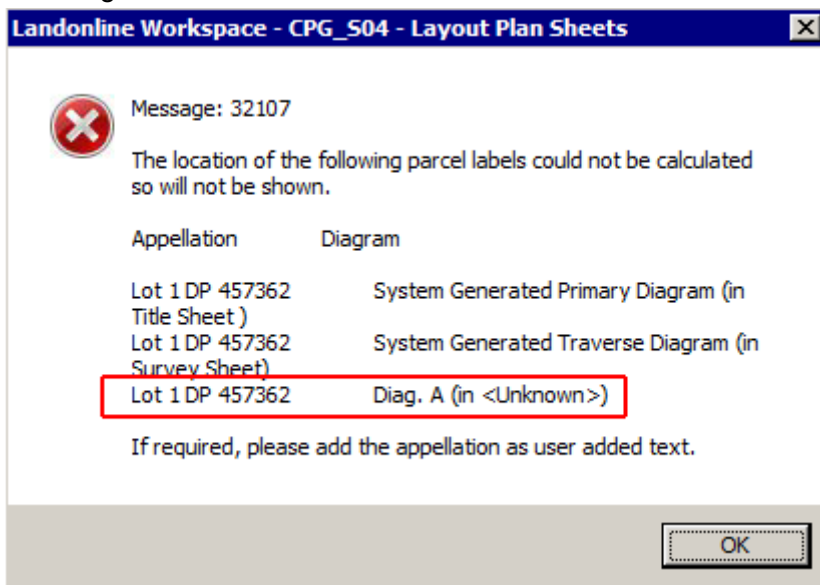 Landonline Workspace - CPG_S04 - Layout Plan Sheets
Message: 32107
The location of the following parcel labels could not be calculated
so will not be shown.
Appellation Diagram
Lot 1 DP 457362 System Generated Primary Diagram (in
Title Sheet )
Lot 1 DP 457362 System Generated Traverse Diagram (in
Survey Sheet)
Lot 1 DP 457362 Diag. A (in <Unknown>)
If required, please add the appellation as user added text.
OK